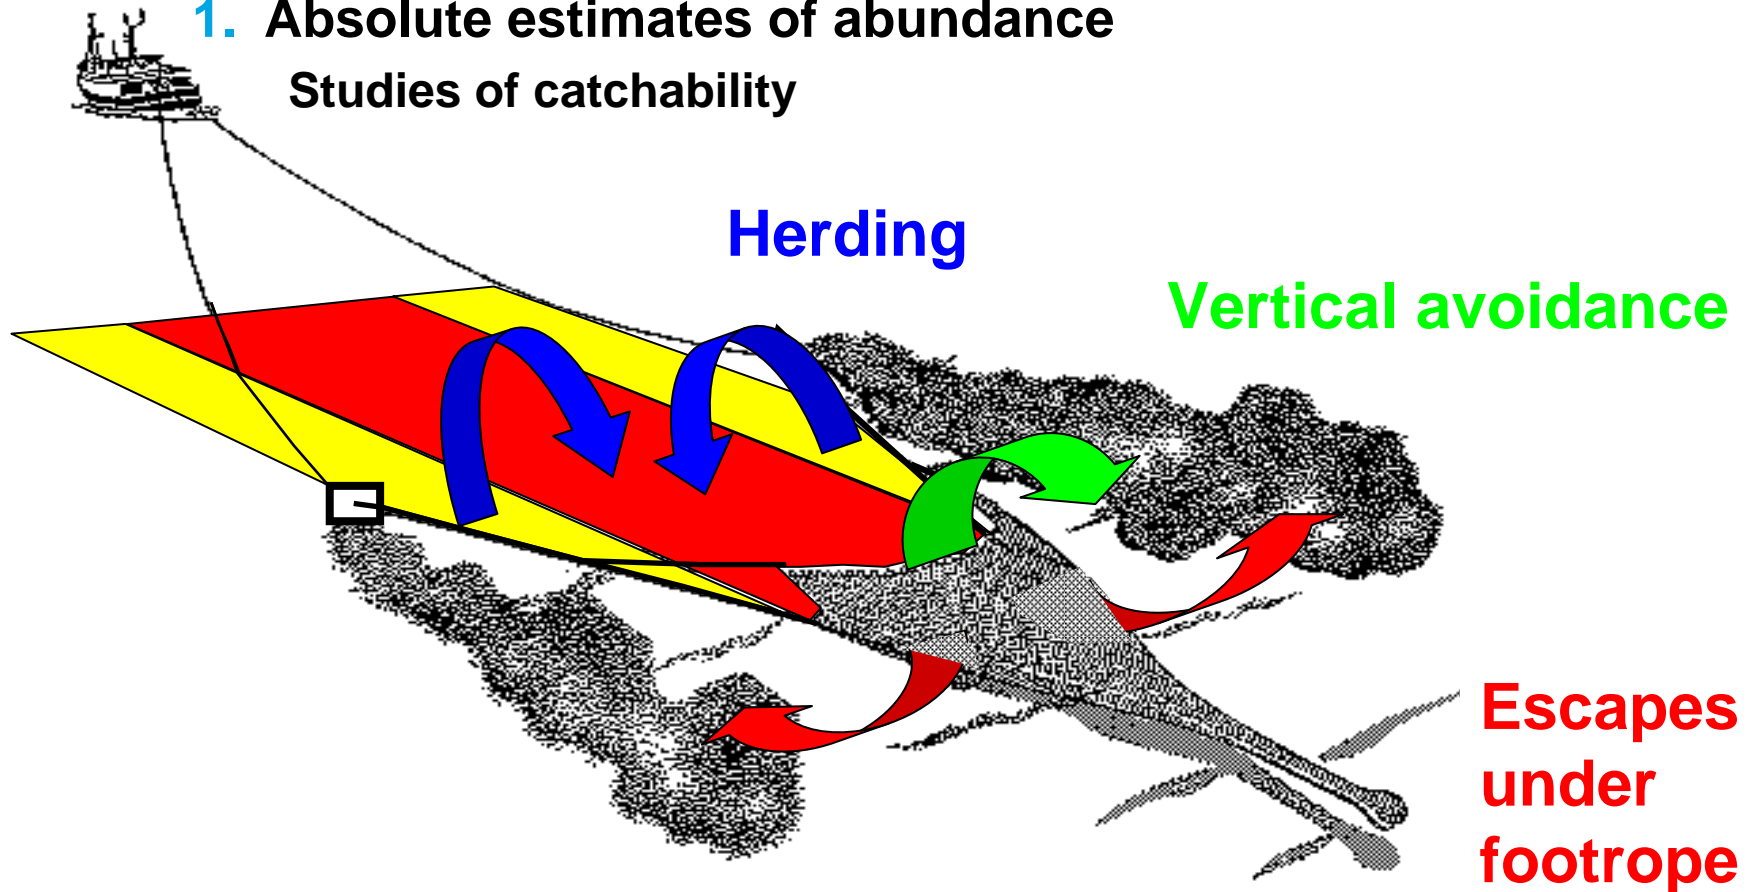 1. Absolute estimates of abundance
Studies of catchability
Herding
Vertical avoidance
Escapes
under
footrope